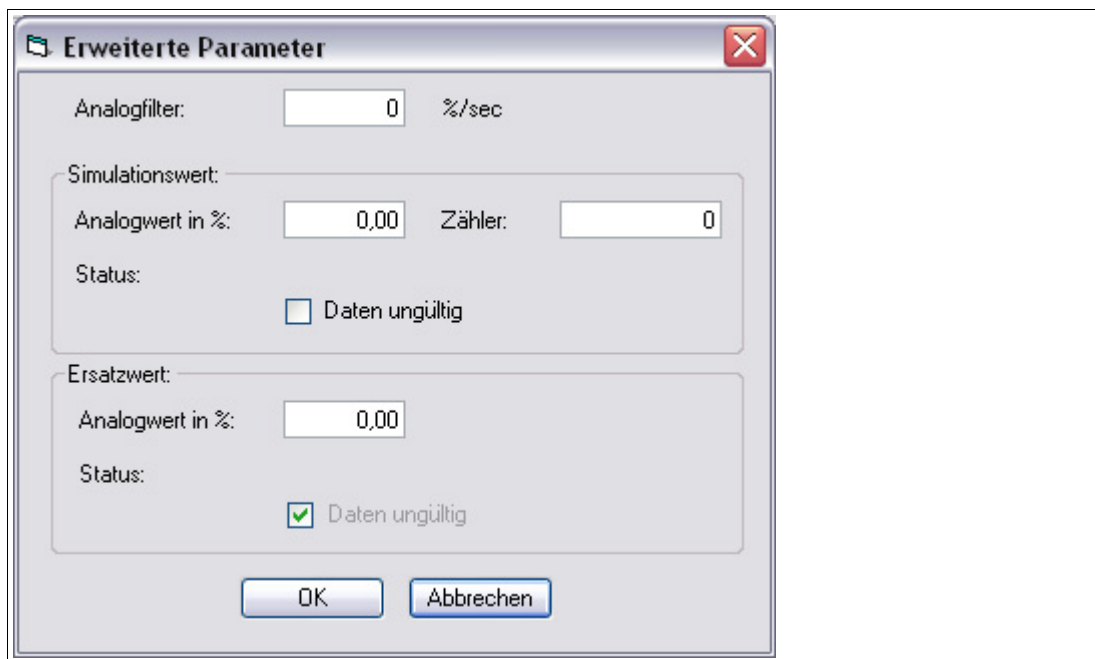 Erweiterte Parameter
Analogfilter: 0 %/sec
Simulationswert:
Analogwert in %: 0,00 Zähler: 0
Status:
Daten ungültig
Ersatzwert:
Analogwert in %: 0,00
Status:
Daten ungültig
OK Abbrechen